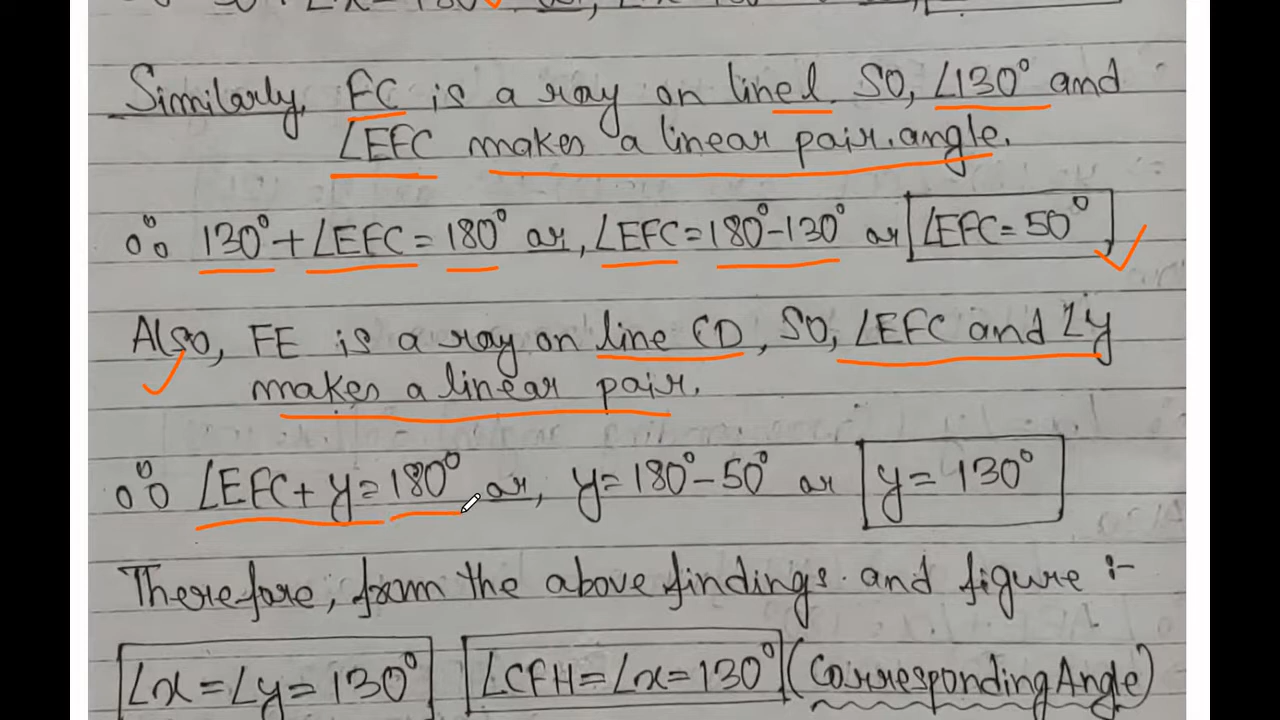 Similarly, FC is a ray on line l. SO, ∠130° and
∠EFC makes a linear pair. angle.
∴ 130° + ∠EFC = 180° or, ∠EFC = 180° - 130° or ∠EFC = 50°
Also, FE is a ray on line CD, SO, ∠EFC and ∠y
makes a linear pair.
∴ ∠EFC + y = 180° or, y = 180° - 50° or y = 130°
Therefore, from the above findings. and figure :-
∠x = ∠y = 130° ∠CFH = ∠x = 130° (Corresponding Angle)